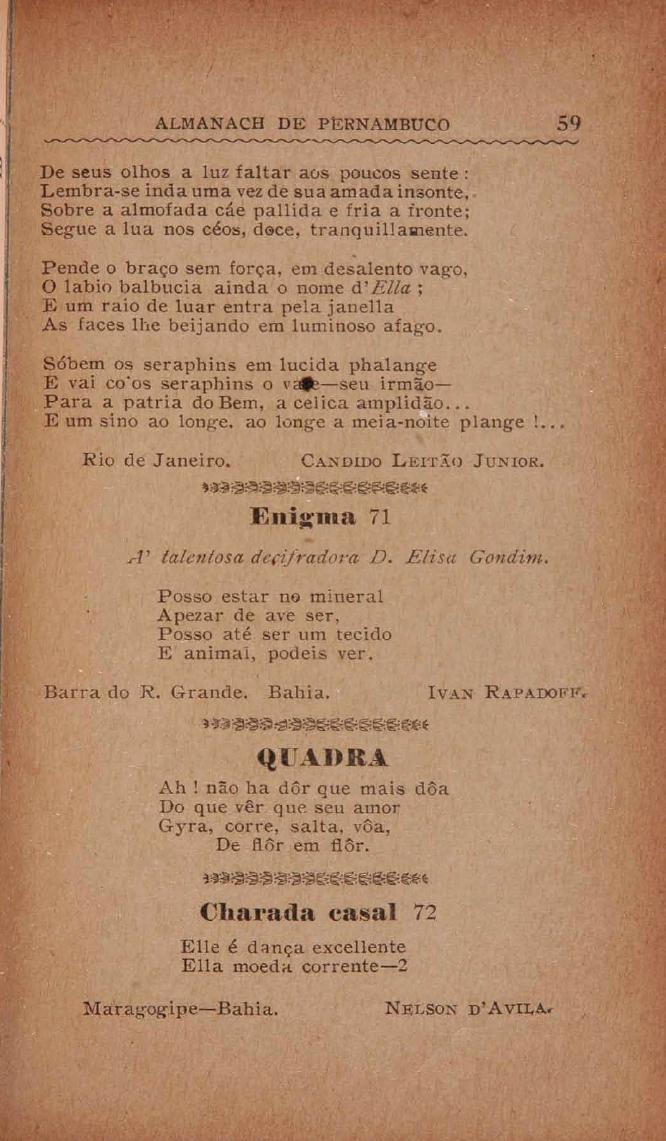 ALMANACH DE PERNAMBUCO 59
De seus olhos a luz faltar aos poucos sente :
Lembra-se inda uma vez de sua amada insonte,
Sobre a almofada cáe pallida e fria a fronte;
Segue a lua nos céos, doce, tranquillamente.
Pende o braço sem força, em desalento vago,
O labio balbucia ainda o nome d'Ella ;
E um raio de luar entra pela janella
As faces lhe beijando em luminoso afago.
Sóbem os seraphins em lucida phalange
E vai co'os seraphins o —seu irmão—
Para a patria do Bem, a celica amplidão...
E um sino ao longe. ao longe a meia-noite plange !...
Rio de Janeiro. CANDIDO LEITÃO JUNIOR.
Enigma 71
A' talentosa decifradora D. Elisa Gondim.
Posso estar no mineral
Apezar de ave ser,
Posso até ser um tecido
E animal, podeis ver.
Barra do R. Grande. Bahia. IVAN RAPADOFF.
QUADRA
Ah ! não ha dôr que mais dôa
Do que vêr que seu amor
Gyra, corre, salta, vôa,
De flôr em flôr.
Charada casal 72
Elle é dança excellente
Ella moeda corrente—2
Maragogipe—Bahia. NELSON D'AVILA.